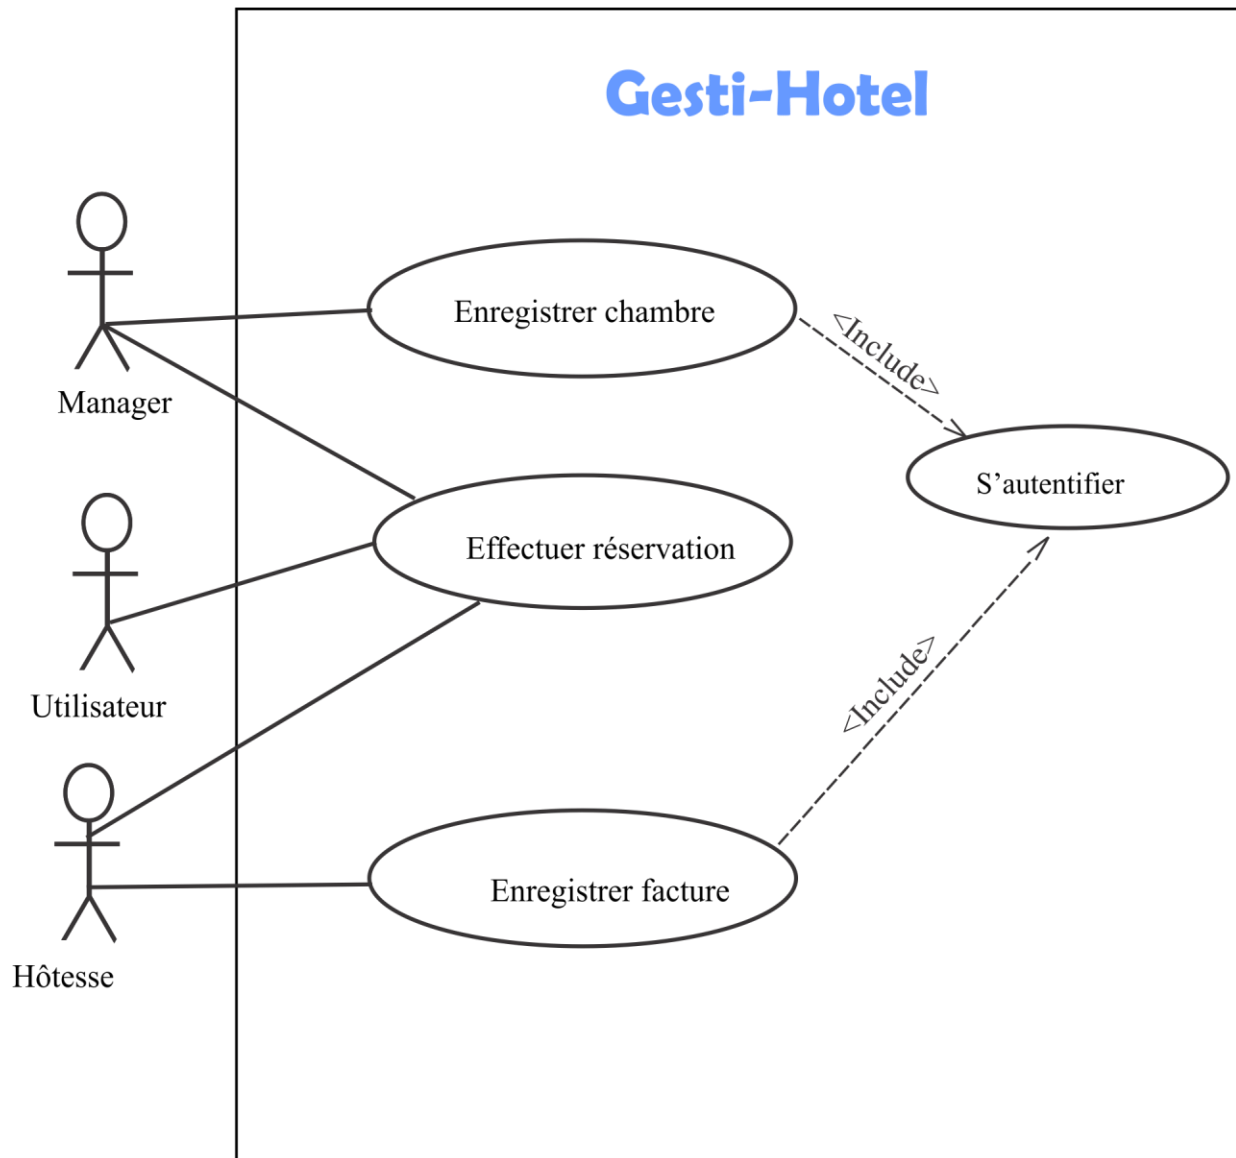 Gesti-Hotel
Enregistrer chambre
<Include>
Manager
S'autentifier
Effectuer réservation
Utilisateur
<Include>
Enregistrer facture
Hôtesse